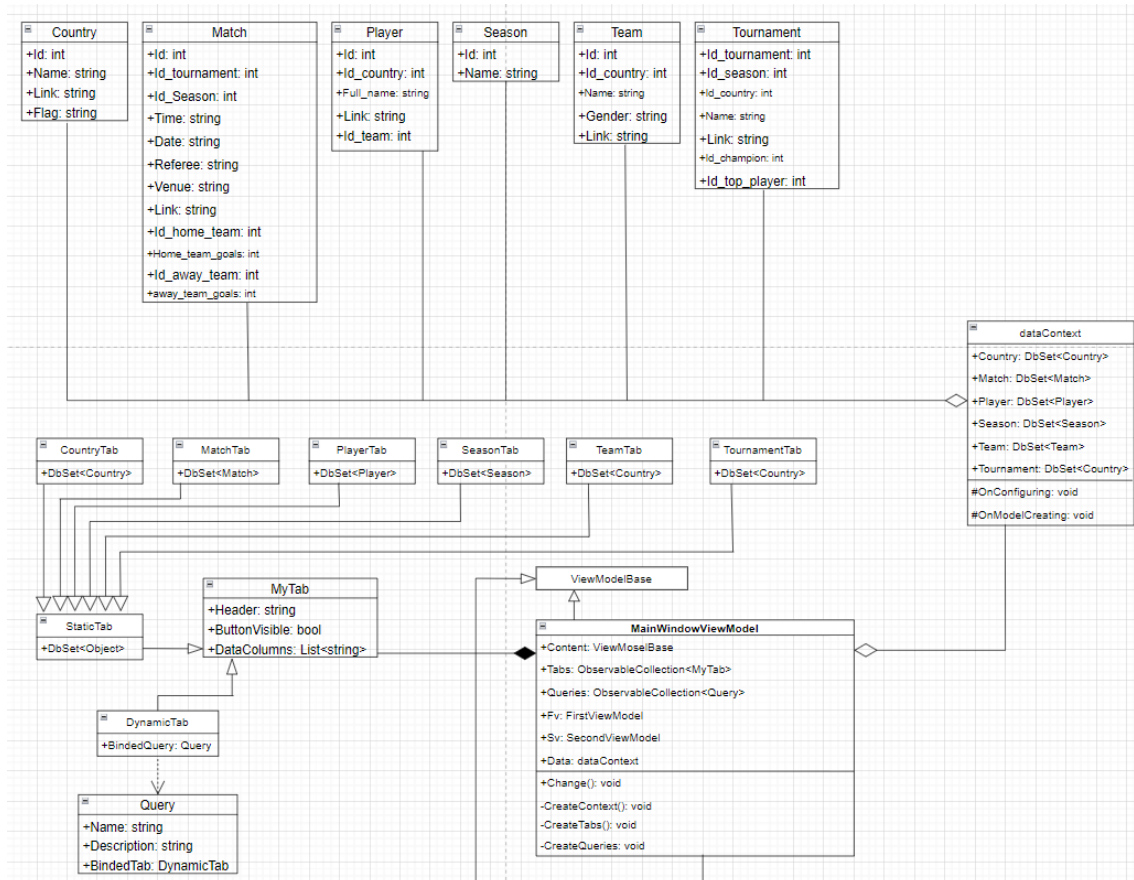 Country
+Id: int
+Name: string
+Link: string
+Flag: string
Match
+Id: int
+Id_tournament: int
+Id_Season: int
+Time: string
+Date: string
+Referee: string
+Venue: string
+Link: string
+Id_home_team: int
+Home_team_goals: int
+Id_away_team: int
+away_team_goals: int
Player
+Id: int
+Id_country: int
+Full_name: string
+Link: string
+Id_team: int
Season
+Id: int
+Name: string
Team
+Id: int
+Id_country: int
+Name: string
+Gender: string
+Link: string
Tournament
+Id_tournament: int
+Id_season: int
+Id_country: int
+Name: string
+Link: string
+Id_champion: int
+Id_top_player: int
dataContext
+Country: DbSet<Country>
+Match: DbSet<Match>
+Player: DbSet<Player>
+Season: DbSet<Season>
+Team: DbSet<Team>
+Tournament: DbSet<Country>
#OnConfiguring: void
#OnModelCreating: void
CountryTab
+DbSet<Country>
MatchTab
+DbSet<Match>
PlayerTab
+DbSet<Player>
SeasonTab
+DbSet<Season>
TeamTab
+DbSet<Country>
TournamentTab
+DbSet<Country>
StaticTab
+DbSet<Object>
MyTab
+Header: string
+ButtonVisible: bool
+DataColumns: List<string>
ViewModelBase
MainWindowViewModel
+Content: ViewMoselBase
+Tabs: ObservableCollection<MyTab>
+Queries: ObservableCollection<Query>
+Fv: FirstViewModel
+Sv: SecondViewModel
+Data: dataContext
+Change(): void
-CreateContext(): void
-CreateTabs(): void
-CreateQueries: void
DynamicTab
+BindedQuery: Query
Query
+Name: string
+Description: string
+BindedTab: DynamicTab